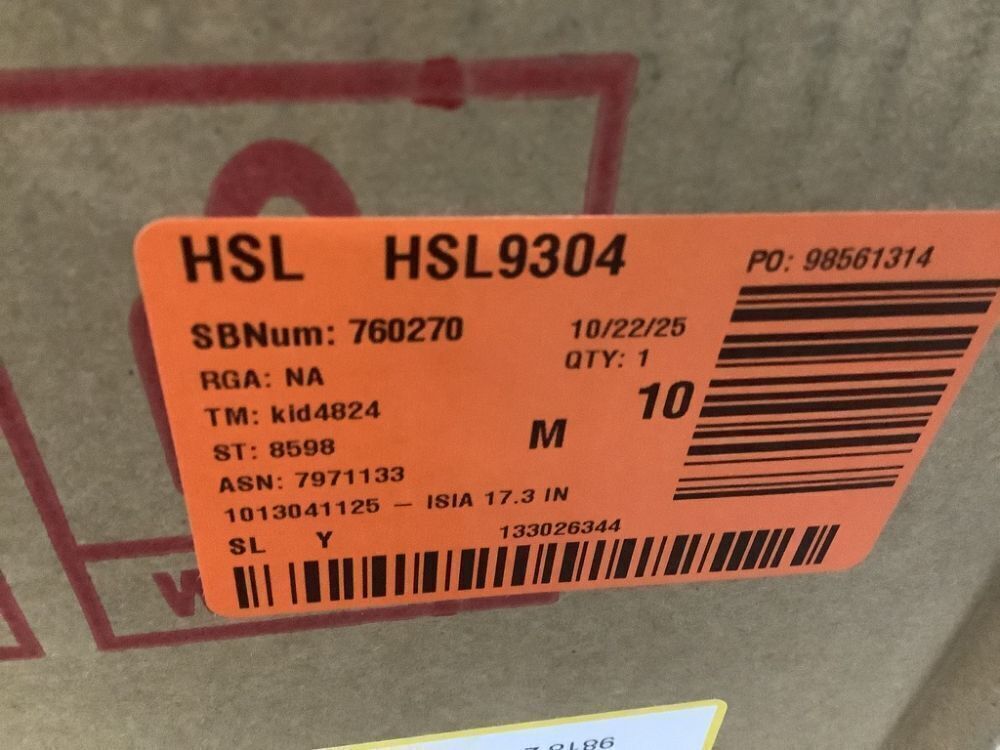 HSL HSL9304 PO: 98561314
SBNum: 760270 10/22/25
RGA: NA QTY: 1
TM: kid4824 10
ST: 8598 M
ASN: 7971133
1013041125 — ISIA 17.3 IN
SL Y 133026344
W
9818